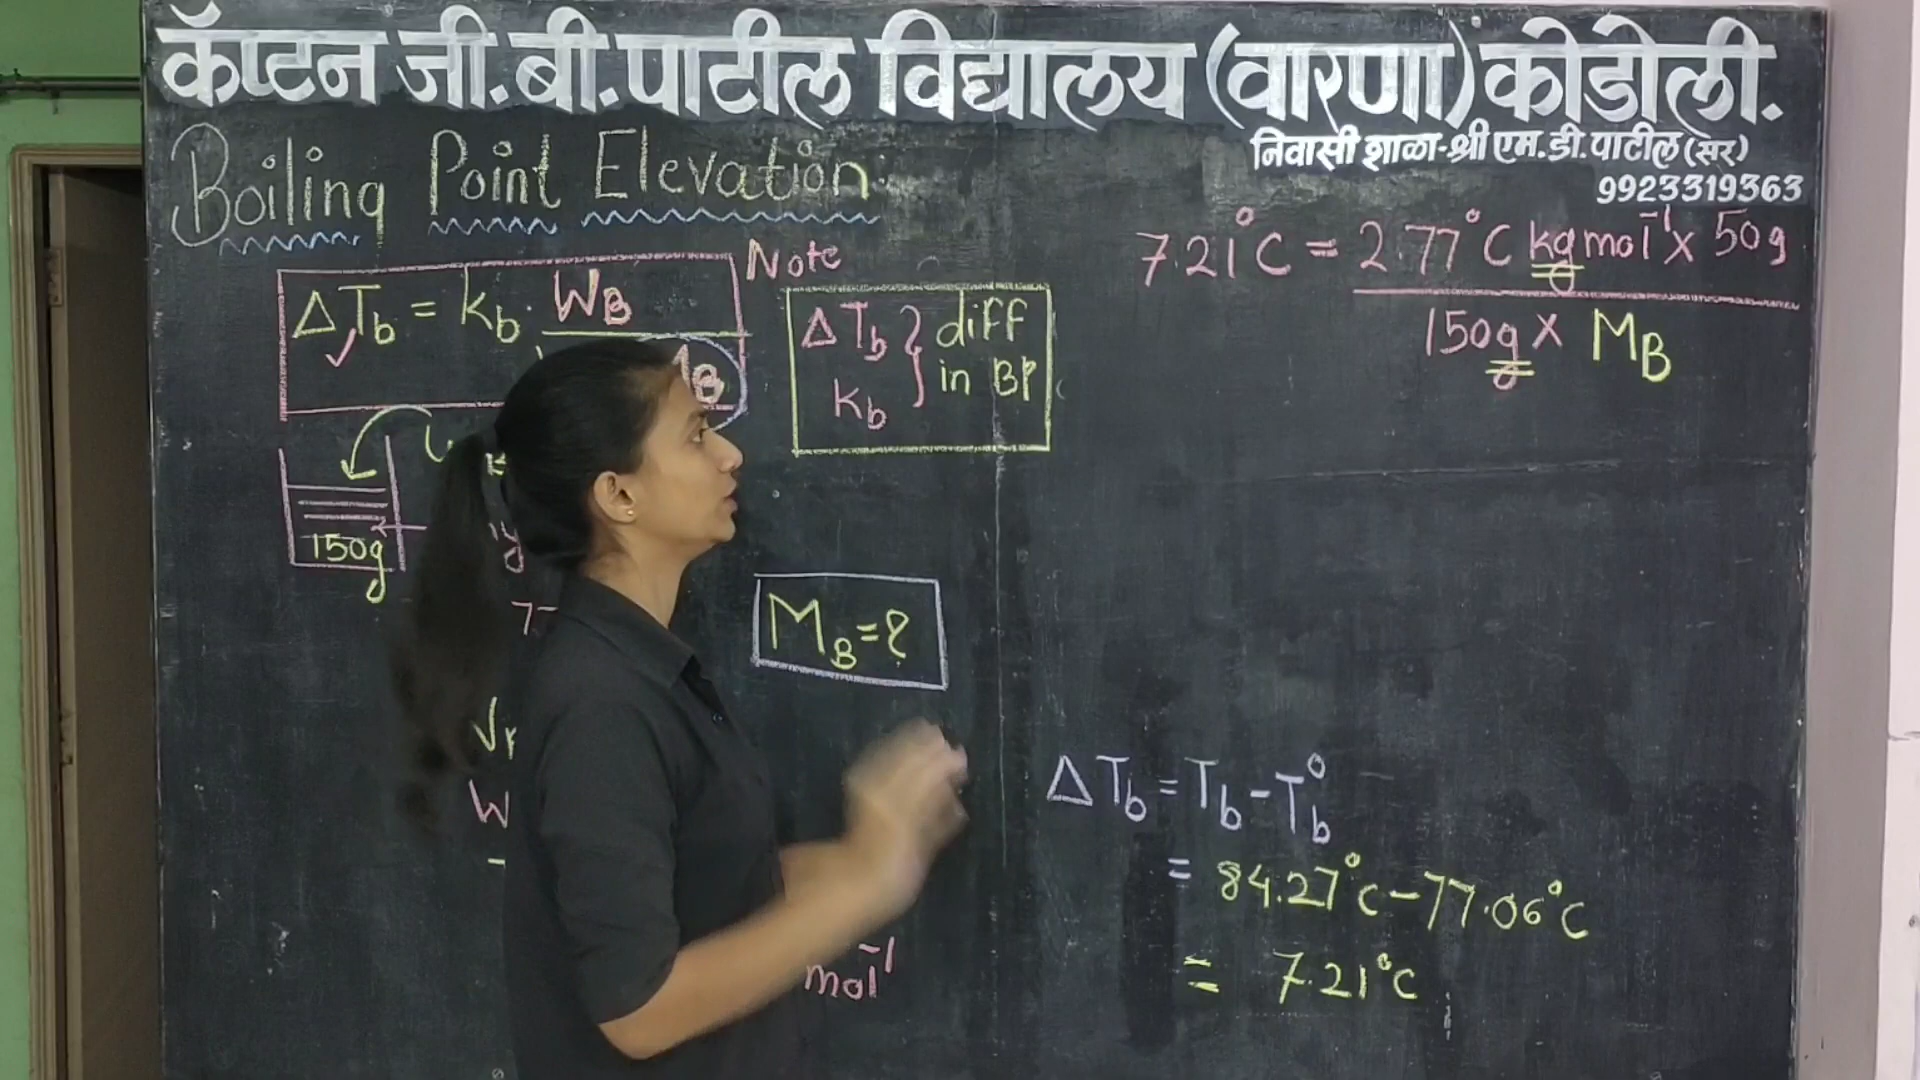 कॅप्टन जी.बी.पाटील विद्यालय (वारणा) कोडोली.
निवासी शाळा-श्री एम.डी.पाटील (सर)
9923319363
Boiling Point Elevation
ΔTb = Kb. WB
MB
Note
ΔTb } diff
Kb in BP
7.21°C = 2.77°C kg mol⁻¹ x 50g
150g x MB
150g
MB = ?
W
mol⁻¹
ΔTb = Tb - Tb°
= 84.27°C - 77.06°C
= 7.21°C